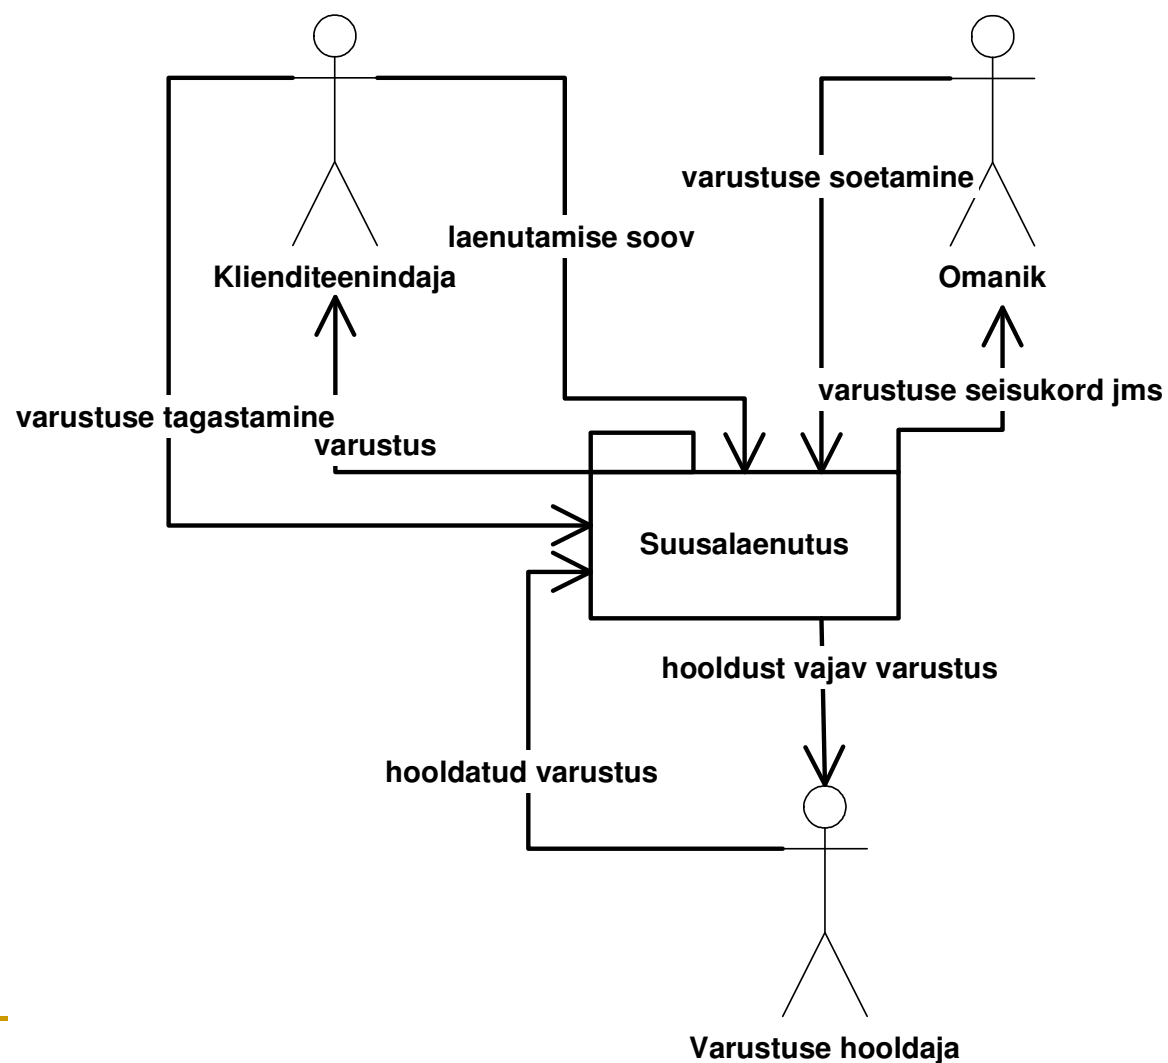 varustuse soetamine
laenutamise soov
Klienditeenindaja
Omanik
varustuse seisukord jms
varustuse tagastamine
varustus
Suusalaenutus
hooldust vajav varustus
hooldatud varustus
Varustuse hooldaja